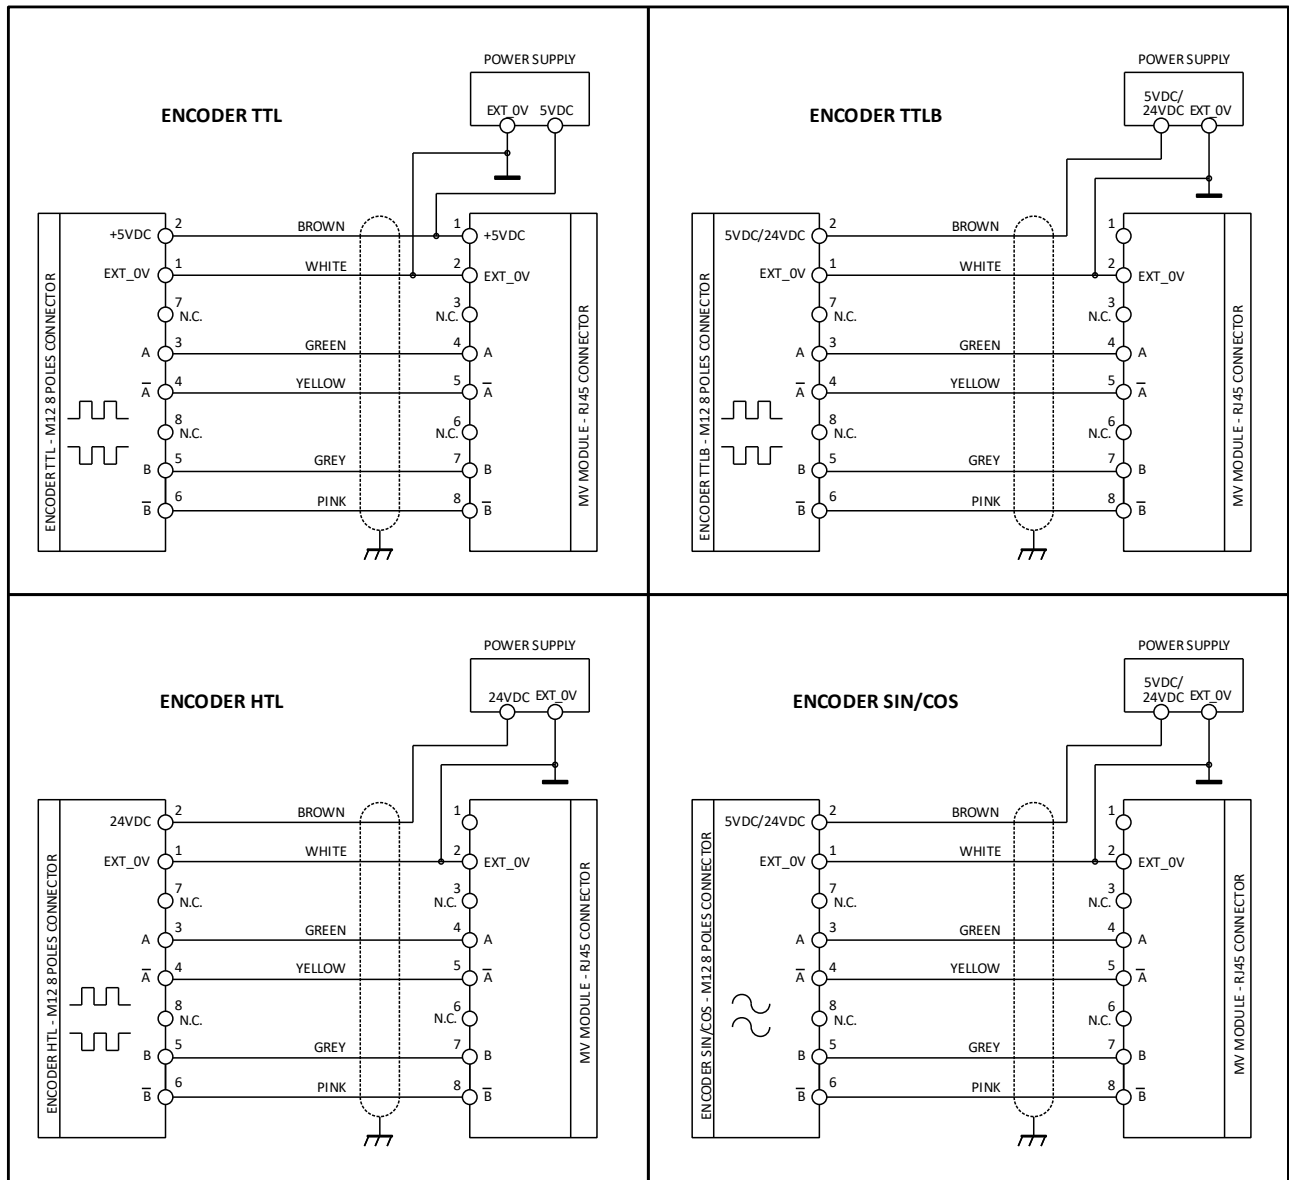 POWER SUPPLY
EXT_0V 5VDC
ENCODER TTL
ENCODER TTL - M12 8 POLES CONNECTOR
+5VDC 2 BROWN 1 +5VDC
EXT_0V 1 WHITE 2 EXT_0V
7 N.C. 3 N.C.
A 3 GREEN 4 A
A̅ 4 YELLOW 5 A̅
8 N.C. 6 N.C.
B 5 GREY 7 B
B̅ 6 PINK 8 B̅
MV MODULE - RJ45 CONNECTOR
POWER SUPPLY
5VDC/
24VDC EXT_0V
ENCODER TTLB
ENCODER TTLB - M12 8 POLES CONNECTOR
5VDC/24VDC 2 BROWN 1
EXT_0V 1 WHITE 2 EXT_0V
7 N.C. 3 N.C.
A 3 GREEN 4 A
A̅ 4 YELLOW 5 A̅
8 N.C. 6 N.C.
B 5 GREY 7 B
B̅ 6 PINK 8 B̅
MV MODULE - RJ45 CONNECTOR
POWER SUPPLY
24VDC EXT_0V
ENCODER HTL
ENCODER HTL - M12 8 POLES CONNECTOR
24VDC 2 BROWN 1
EXT_0V 1 WHITE 2 EXT_0V
7 N.C. 3 N.C.
A 3 GREEN 4 A
A̅ 4 YELLOW 5 A̅
8 N.C. 6 N.C.
B 5 GREY 7 B
B̅ 6 PINK 8 B̅
MV MODULE - RJ45 CONNECTOR
POWER SUPPLY
5VDC/
24VDC EXT_0V
ENCODER SIN/COS
ENCODER SIN/COS - M12 8 POLES CONNECTOR
5VDC/24VDC 2 BROWN 1
EXT_0V 1 WHITE 2 EXT_0V
7 N.C. 3 N.C.
A 3 GREEN 4 A
A̅ 4 YELLOW 5 A̅
8 N.C. 6 N.C.
B 5 GREY 7 B
B̅ 6 PINK 8 B̅
MV MODULE - RJ45 CONNECTOR